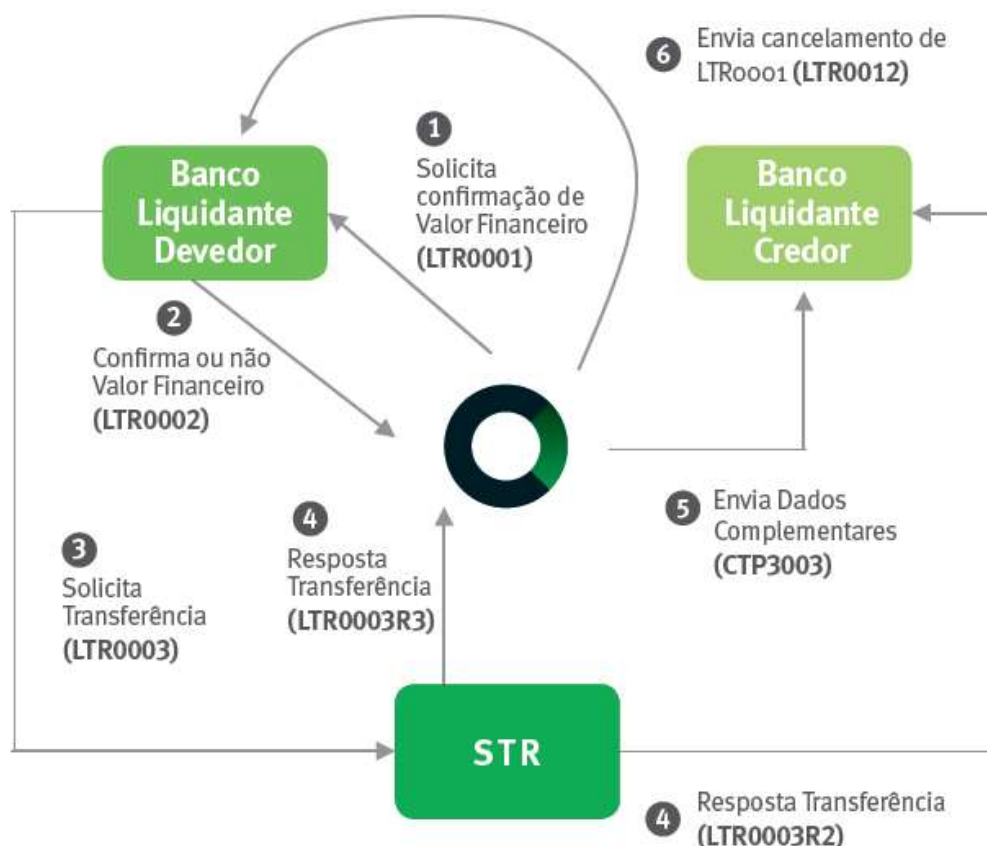 6
Envia cancelamento de
LTR0001 (LTR0012)
1
Solicita
confirmação de
Valor Financeiro
(LTR0001)
Banco
Liquidante
Devedor
Banco
Liquidante
Credor
2
Confirma ou não
Valor Financeiro
(LTR0002)
3
Solicita
Transferência
(LTR0003)
4
Resposta
Transferência
(LTR0003R3)
5
Envia Dados
Complementares
(CTP3003)
STR
4
Resposta Transferência
(LTR0003R2)